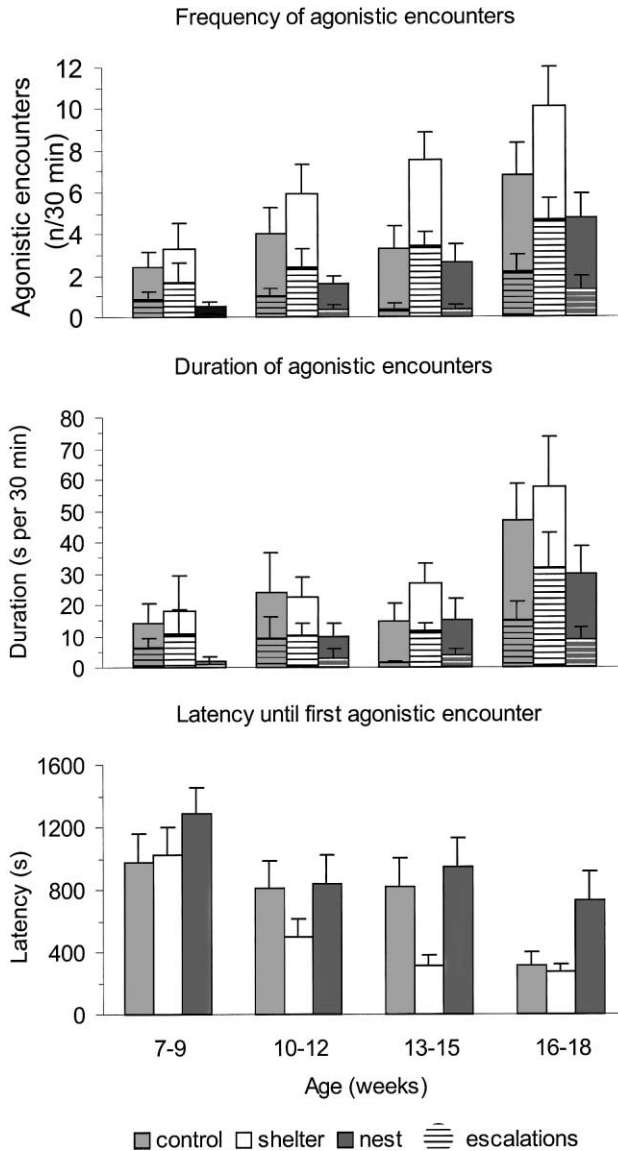 Frequency of agonistic encounters
Agonistic encounters
(n/30 min)
12
10
8
6
4
2
0
Duration of agonistic encounters
Duration (s per 30 min)
80
70
60
50
40
30
20
10
0
Latency until first agonistic encounter
Latency (s)
1600
1200
800
400
0
7-9 10-12 13-15 16-18
Age (weeks)
control shelter nest escalations